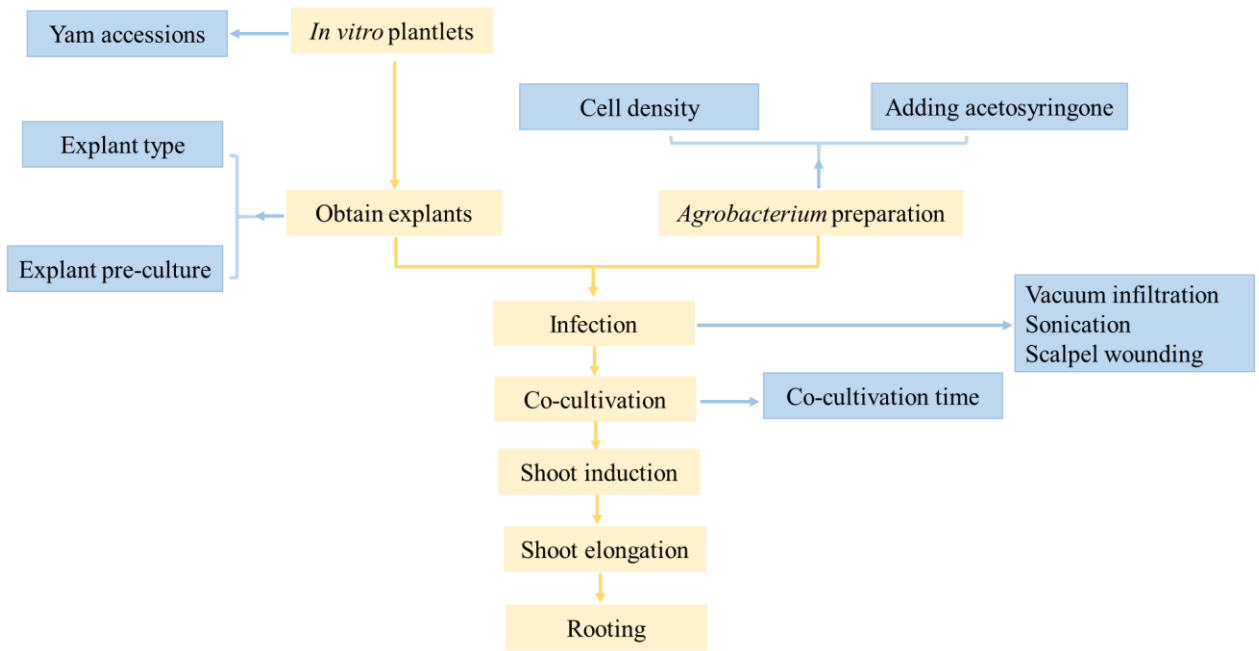 Yam accessions
In vitro plantlets
Cell density
Adding acetosyringone
Explant type
Obtain explants
Agrobacterium preparation
Explant pre-culture
Infection
Vacuum infiltration
Sonication
Scalpel wounding
Co-cultivation
Co-cultivation time
Shoot induction
Shoot elongation
Rooting